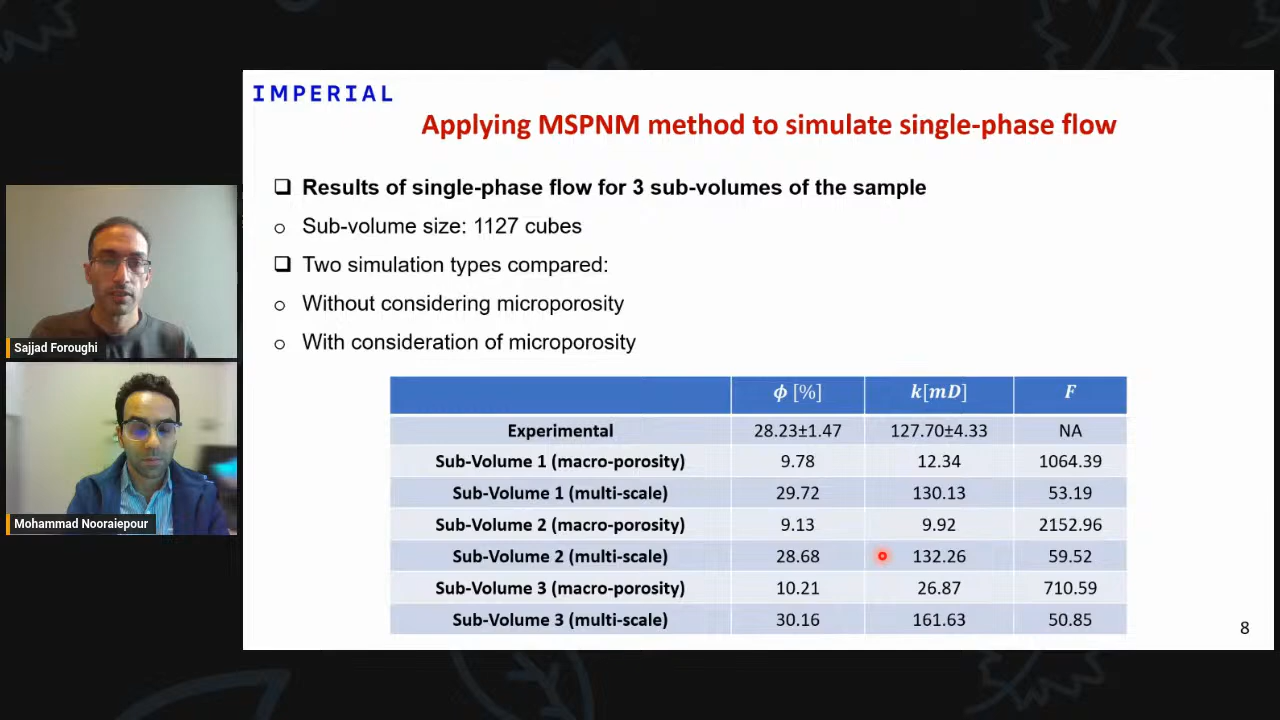 IMPERIAL
Applying MSPNM method to simulate single-phase flow
❑ Results of single-phase flow for 3 sub-volumes of the sample
o Sub-volume size: 1127 cubes
❑ Two simulation types compared:
o Without considering microporosity
o With consideration of microporosity
ϕ [%] k[mD] F
Experimental 28.23±1.47 127.70±4.33 NA
Sub-Volume 1 (macro-porosity) 9.78 12.34 1064.39
Sub-Volume 1 (multi-scale) 29.72 130.13 53.19
Sub-Volume 2 (macro-porosity) 9.13 9.92 2152.96
Sub-Volume 2 (multi-scale) 28.68 132.26 59.52
Sub-Volume 3 (macro-porosity) 10.21 26.87 710.59
Sub-Volume 3 (multi-scale) 30.16 161.63 50.85
8
Sajjad Foroughi
Mohammad Nooraiepour